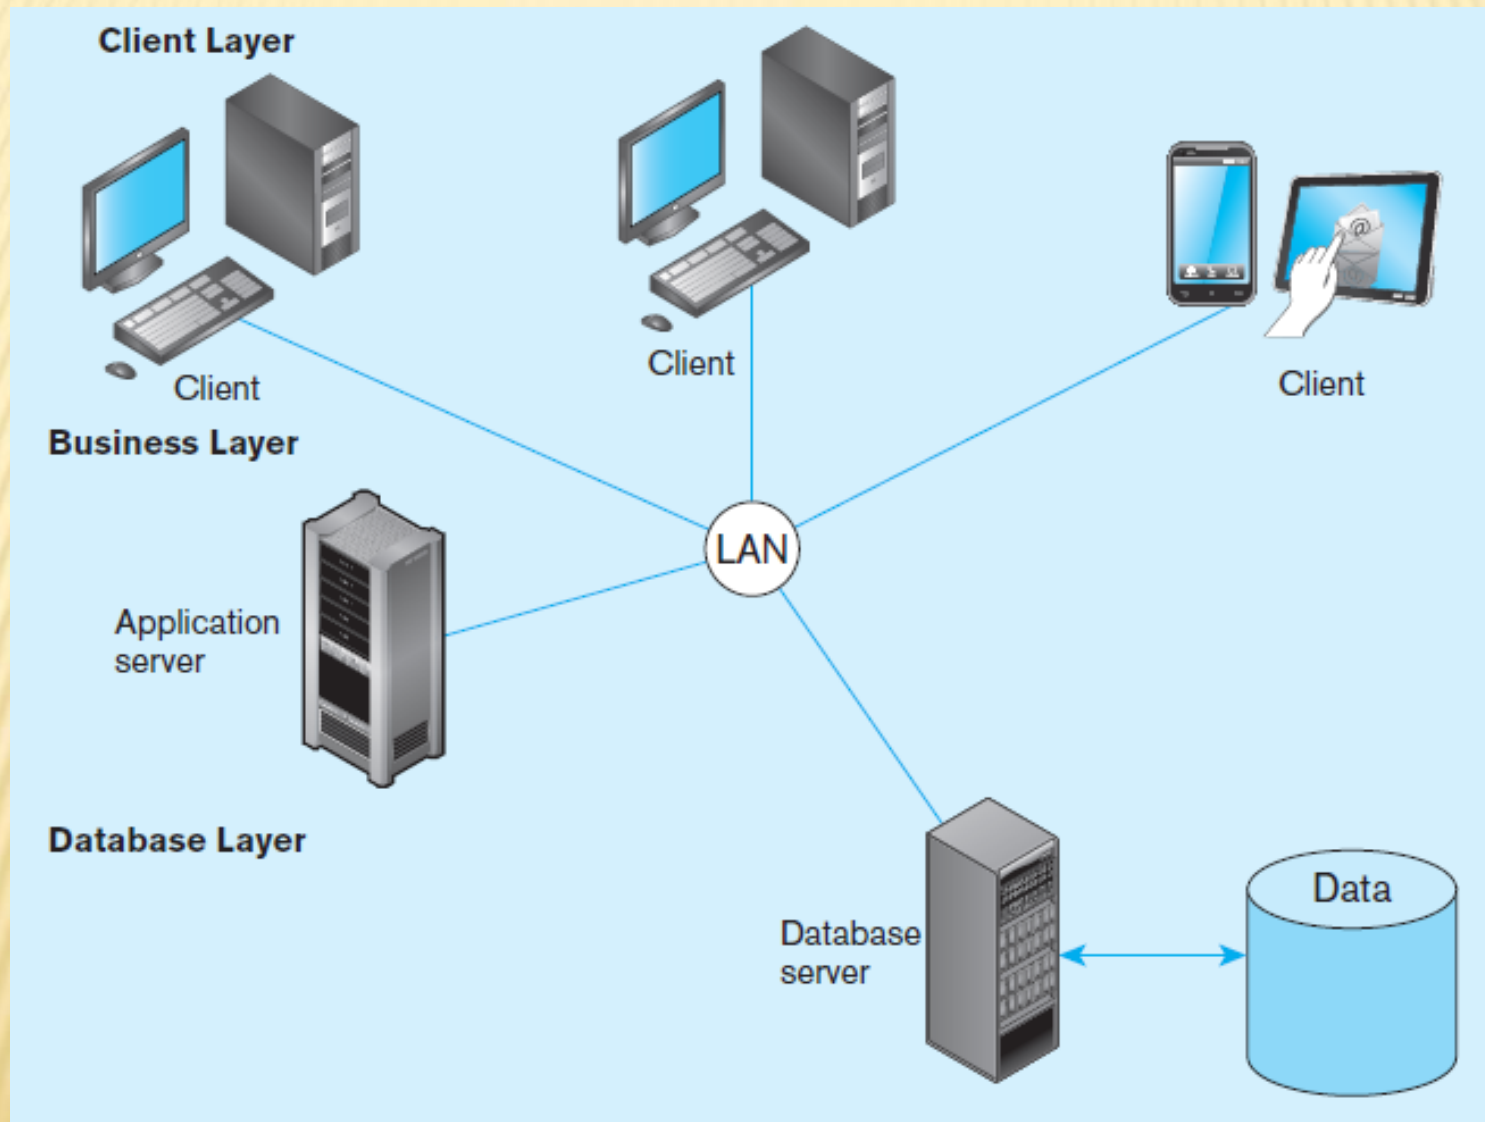 Client Layer
Client
Client
Client
Business Layer
LAN
Application
server
Database Layer
Database
server
Data
@
@